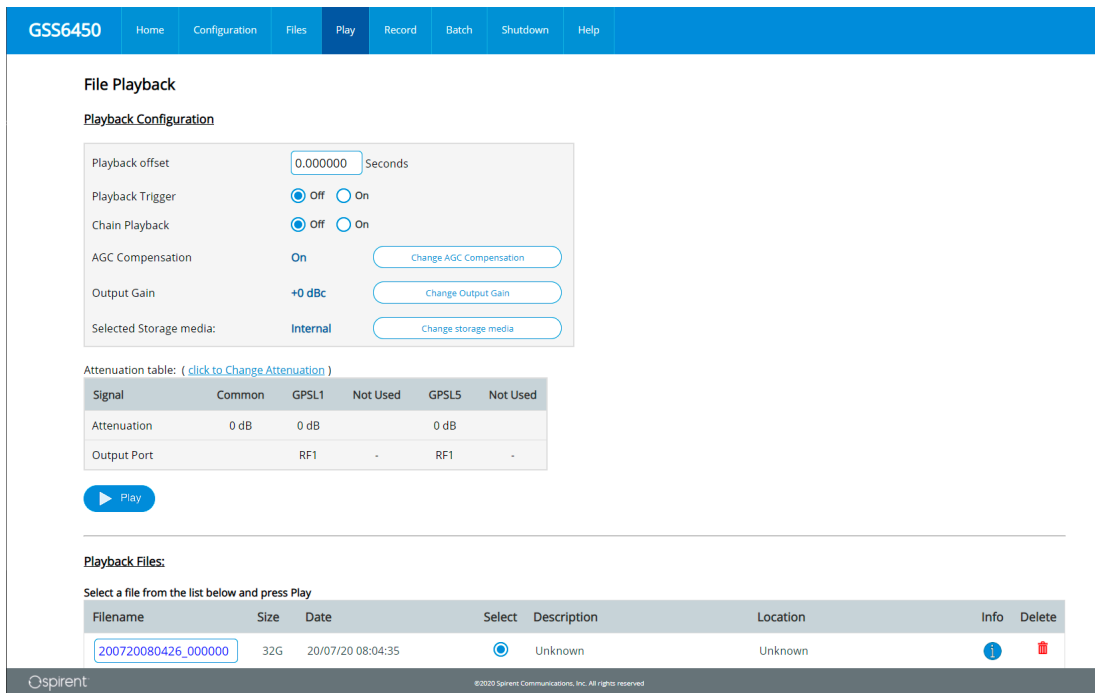 GSS6450 Home Configuration Files Play Record Batch Shutdown Help
File Playback
Playback Configuration
Playback offset 0.000000 Seconds
Playback Trigger Off On
Chain Playback Off On
AGC Compensation On Change AGC Compensation
Output Gain +0 dBc Change Output Gain
Selected Storage media: Internal Change storage media
Attenuation table: ( click to Change Attenuation )
Signal Common GPSL1 Not Used GPSL5 Not Used
Attenuation 0 dB 0 dB 0 dB
Output Port RF1 - RF1 -
Play
Playback Files:
Select a file from the list below and press Play
Filename Size Date Select Description Location Info Delete
200720080426_000000 32G 20/07/20 08:04:35 Unknown Unknown i
spirent ©2020 Spirent Communications, Inc. All rights reserved